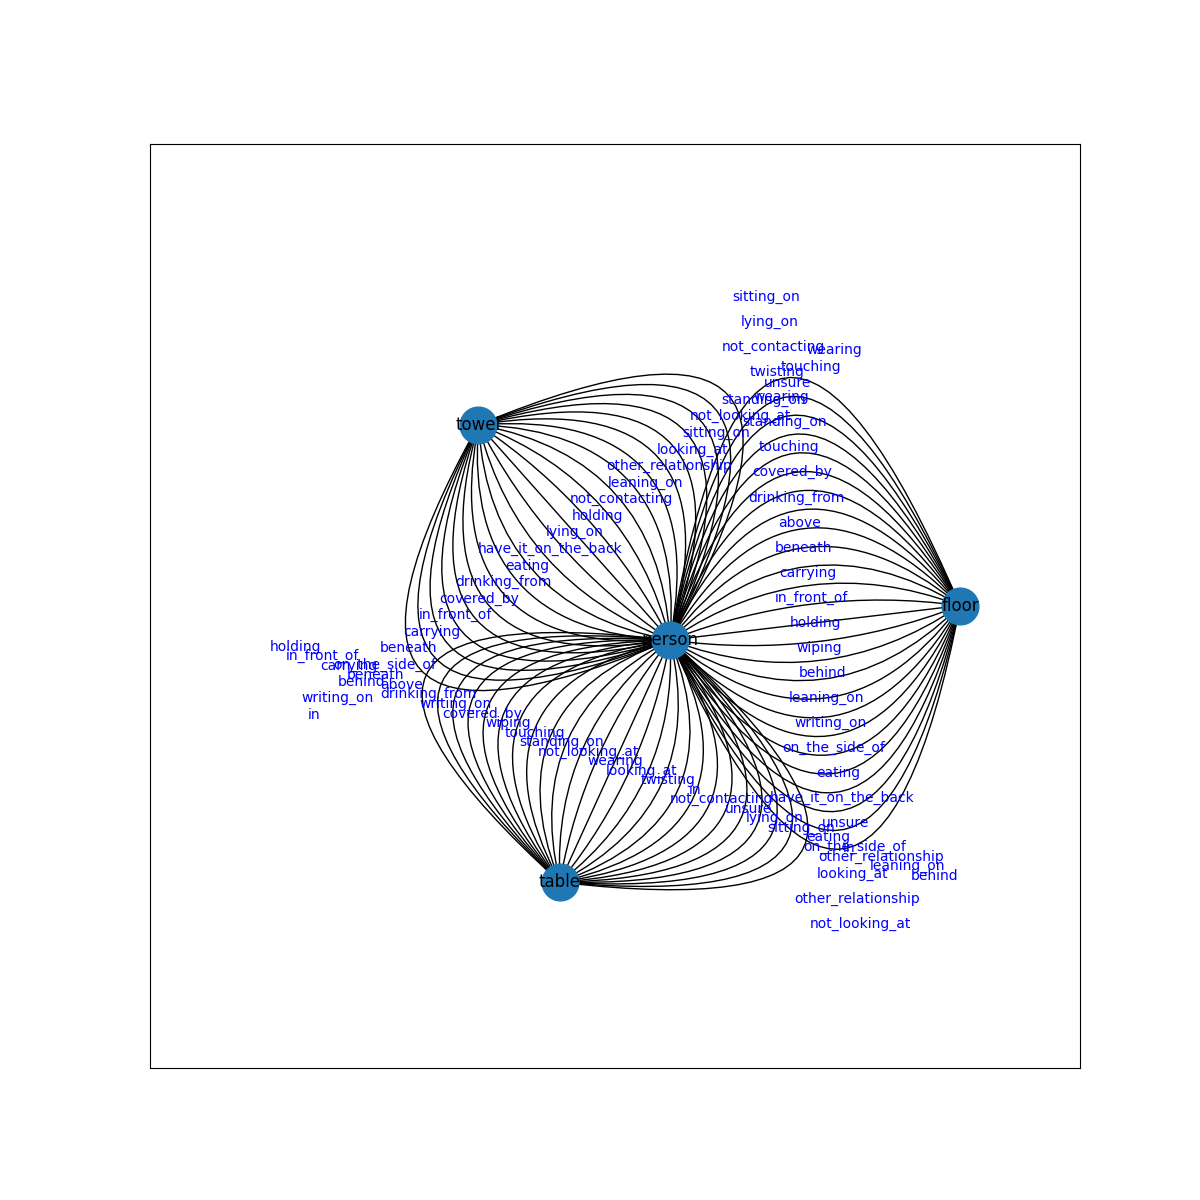 sitting_on
lying_on
not_contacting
wearing
touching
twisting
unsure
wearing
standing_on
not_looking_at
standing_on
towel
sitting_on
touching
looking_at
other_relationship
covered_by
leaning_on
drinking_from
not_contacting
holding
above
lying_on
have_it_on_the_back
beneath
eating
carrying
drinking_from
covered_by
in_front_of
floor
in_front_of
holding
carrying
person
holding
beneath
wiping
in_front_of
carrying
on_the_side_of
beneath
behind
behind
above
drinking_from
writing_on
leaning_on
writing_on
covered_by
in
wiping
writing_on
touching
standing_on
on_the_side_of
not_looking_at
wearing
looking_at
eating
twisting
in
not_contacting
have_it_on_the_back
unsure
lying_on
unsure
sitting_on
eating
on_the_side_of
in
other_relationship
leaning_on
looking_at
behind
table
other_relationship
not_looking_at